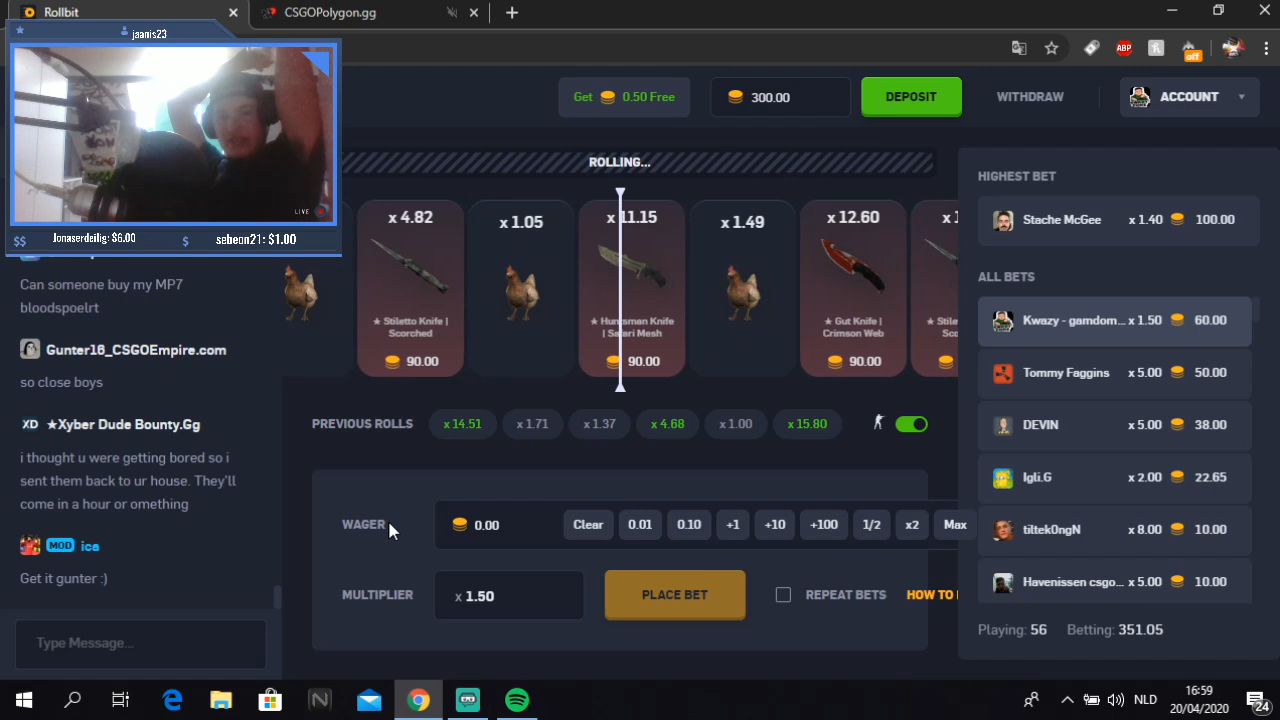 Rollbit
CSGOPolygon.gg
ABP
off
jaanis23
LIVE
$$ Jonaserdeilig: $6.00 $ sebeon21: $1.00
Get 0.50 Free
300.00
DEPOSIT
WITHDRAW
ACCOUNT
ROLLING...
x 4.82
x 1.05
x 11.15
x 1.49
x 12.60
★ Stiletto Knife | Scorched
★ Huntsman Knife | Safari Mesh
★ Gut Knife | Crimson Web
90.00
90.00
90.00
PREVIOUS ROLLS
x 14.51
x 1.71
x 1.37
x 4.68
x 1.00
x 15.80
WAGER
0.00
Clear
0.01
0.10
+1
+10
+100
1/2
x2
Max
MULTIPLIER
x 1.50
PLACE BET
REPEAT BETS
HOW TO
Can someone buy my MP7
bloodspoelrt
Gunter16_CSGOEmpire.com
so close boys
XD ★Xyber Dude Bounty.Gg
i thought u were getting bored so i
sent them back to ur house. They'll
come in a hour or omething
MOD ica
Get it gunter :)
Type Message...
HIGHEST BET
Stache McGee x 1.40 100.00
ALL BETS
Kwazy - gamdom... x 1.50 60.00
Tommy Faggins x 5.00 50.00
DEVIN x 5.00 38.00
Igli.G x 2.00 22.65
tiltek0ngN x 8.00 10.00
Havenissen csgo... x 5.00 10.00
Playing: 56 Betting: 351.05
NLD
16:59
20/04/2020
24